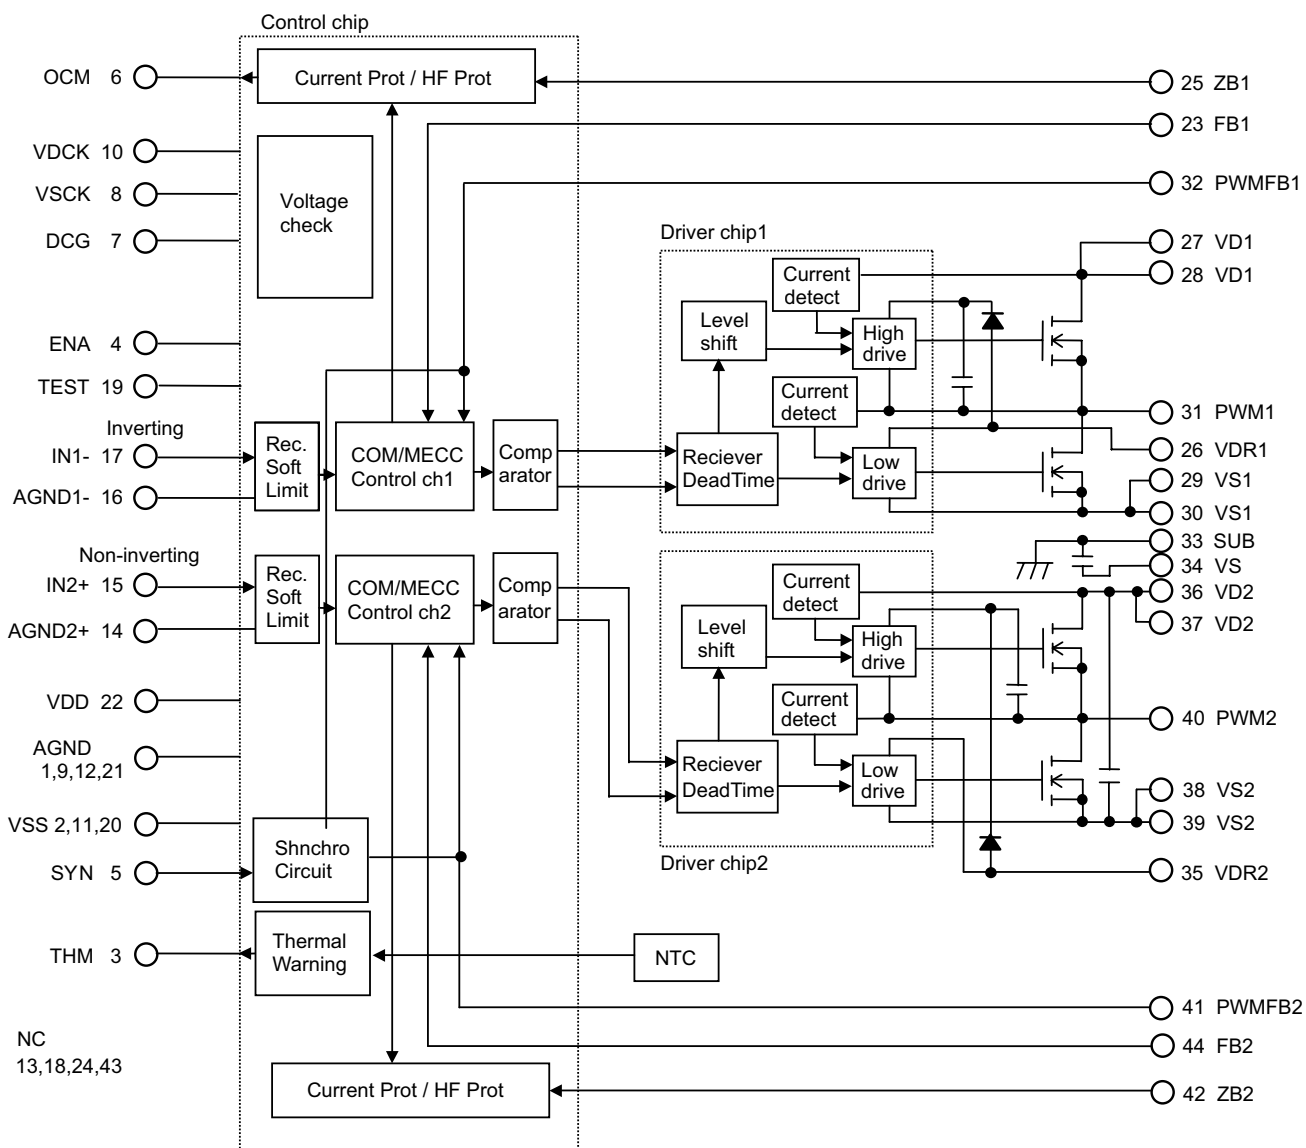 Control chip
OCM 6
Current Prot / HF Prot
25 ZB1
23 FB1
VDCK 10
VSCK 8
DCG 7
Voltage
check
32 PWMFB1
Driver chip1
27 VD1
28 VD1
Current
detect
Level
shift
High
drive
ENA 4
TEST 19
Current
detect
31 PWM1
Inverting
IN1- 17
AGND1- 16
Rec.
Soft
Limit
COM/MECC
Control ch1
Comp
arator
Reciever
DeadTime
Low
drive
26 VDR1
29 VS1
30 VS1
33 SUB
34 VS
Non-inverting
IN2+ 15
AGND2+ 14
Rec.
Soft
Limit
COM/MECC
Control ch2
Comp
arator
Current
detect
36 VD2
37 VD2
Level
shift
High
drive
VDD 22
AGND
1,9,12,21
Current
detect
40 PWM2
Reciever
DeadTime
Low
drive
38 VS2
39 VS2
VSS 2,11,20
SYN 5
Shnchro
Circuit
Driver chip2
35 VDR2
THM 3
Thermal
Warning
NTC
41 PWMFB2
NC
13,18,24,43
44 FB2
Current Prot / HF Prot
42 ZB2